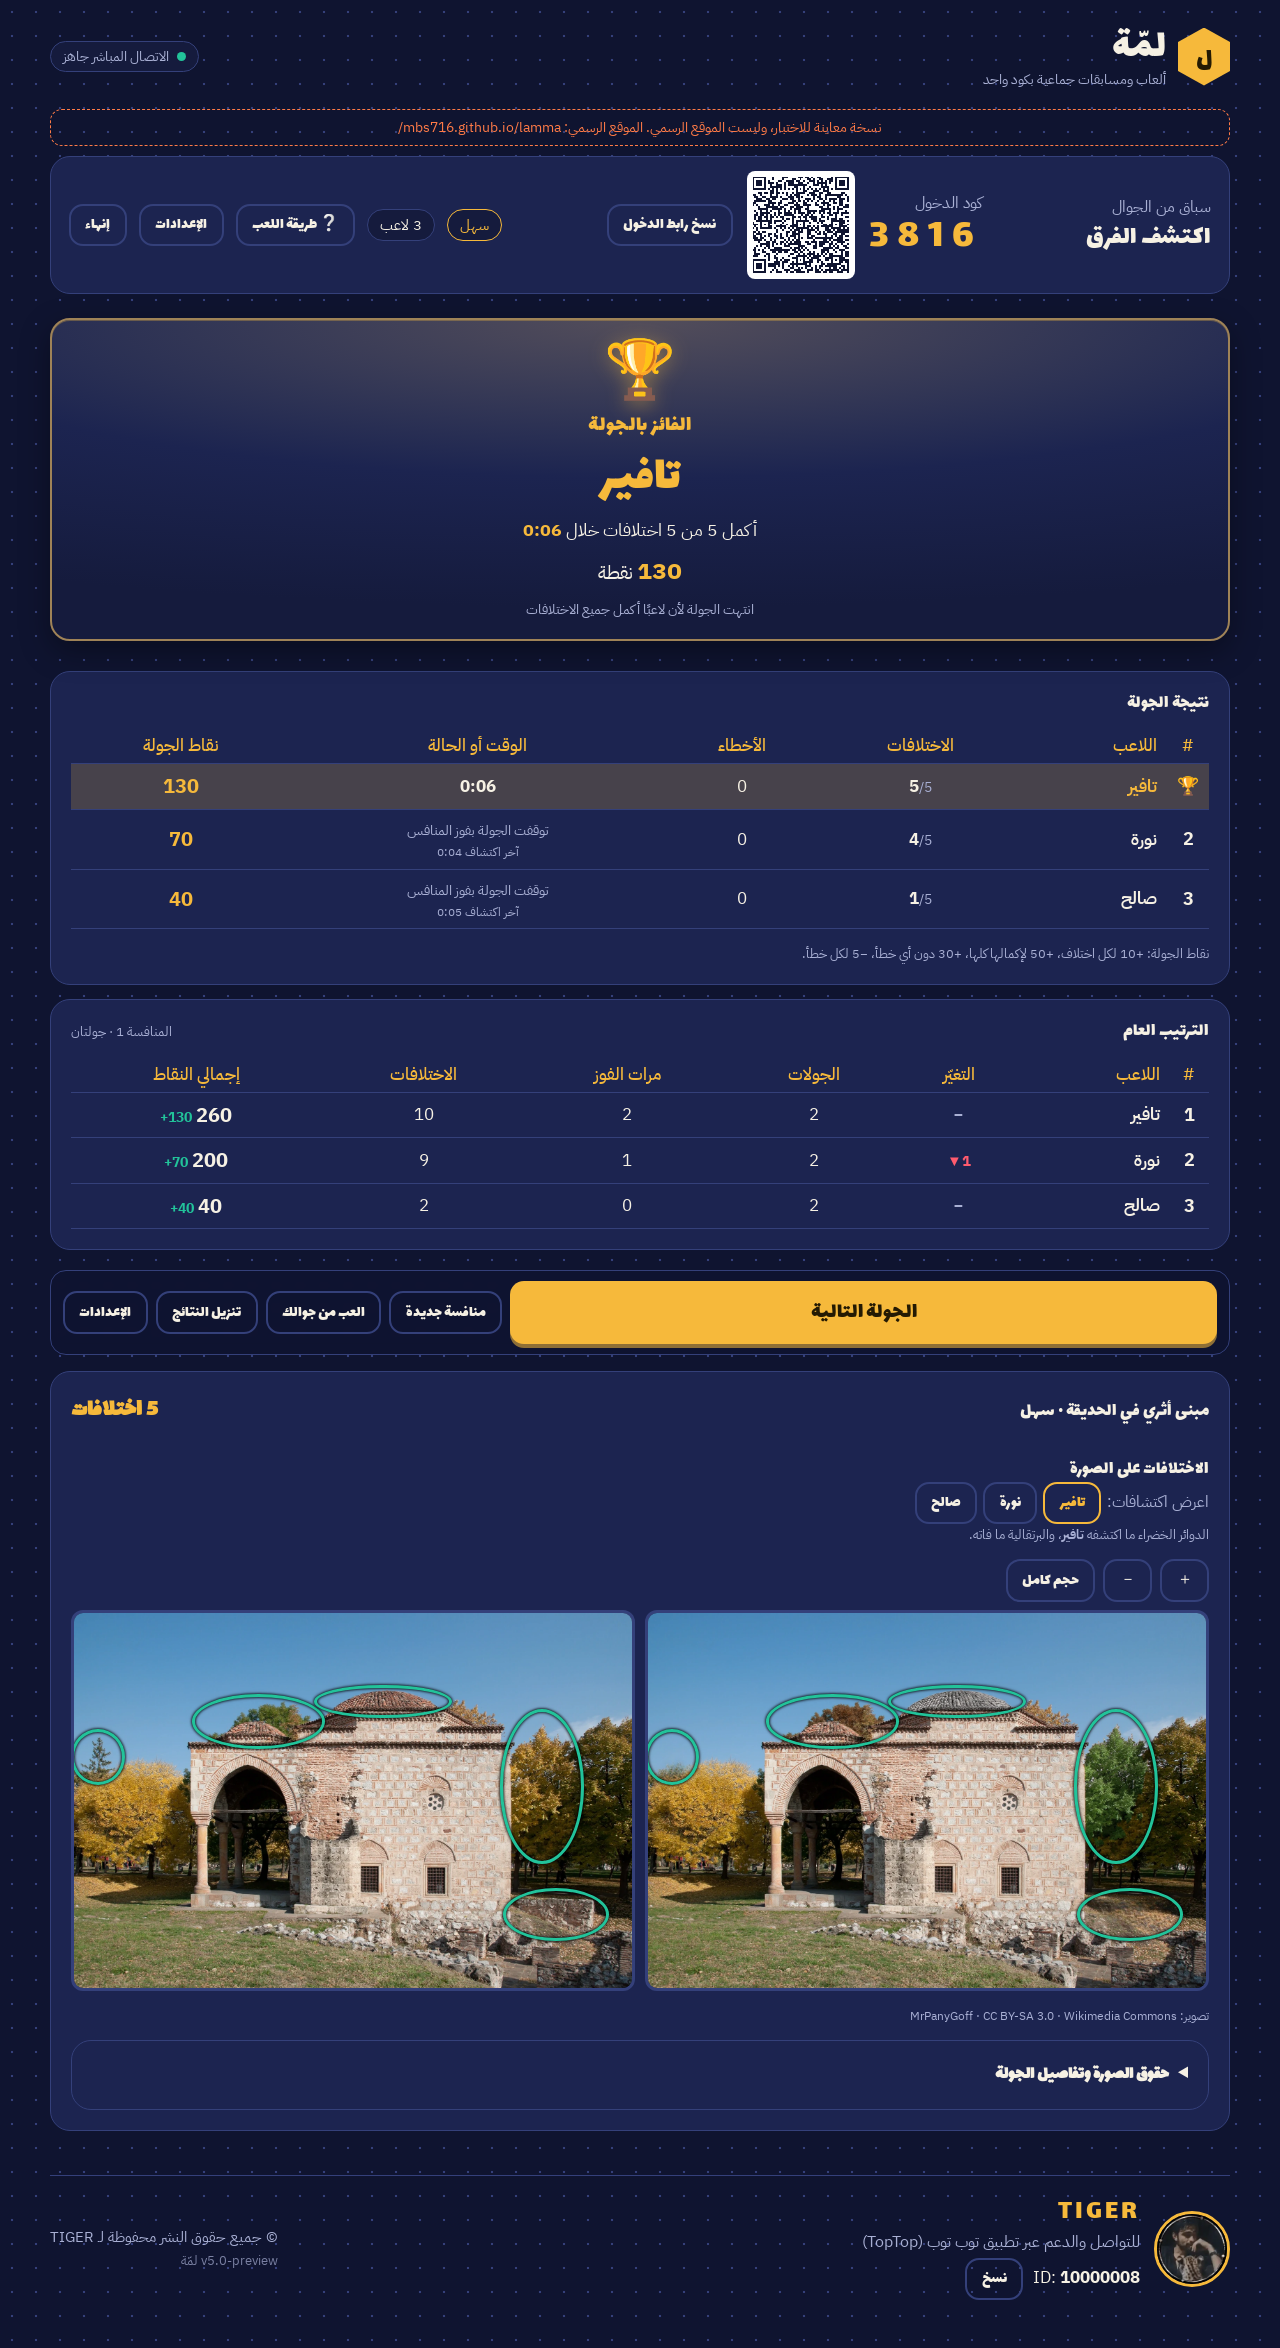 ل
لمّة
ألعاب ومسابقات جماعية بكود واحد
الاتصال المباشر جاهز
نسخة معاينة للاختبار، وليست الموقع الرسمي. الموقع الرسمي: mbs716.github.io/lamma/
سباق من الجوال
اكتشف الفرق
كود الدخول
3816
نسخ رابط الدخول
سهل
3 لاعب
❔ طريقة اللعب
الإعدادات
إنهاء
🏆
الفائز بالجولة
تافير
أكمل 5 من 5 اختلافات خلال 0:06
130 نقطة
انتهت الجولة لأن لاعبًا أكمل جميع الاختلافات
نتيجة الجولة
# اللاعب الاختلافات الأخطاء الوقت أو الحالة نقاط الجولة
🏆 تافير 5/5 0 0:06 130
2 نورة 4/5 0 توقفت الجولة بفوز المنافس آخر اكتشاف 0:04 70
3 صالح 1/5 0 توقفت الجولة بفوز المنافس آخر اكتشاف 0:05 40
نقاط الجولة: +10 لكل اختلاف، +50 لإكمالها كلها، +30 دون أي خطأ، −5 لكل خطأ.
الترتيب العام
المنافسة 1 · جولتان
# اللاعب التغيّر الجولات مرات الفوز الاختلافات إجمالي النقاط
1 تافير – 2 2 10 260 +130
2 نورة ▼1 2 1 9 200 +70
3 صالح – 2 0 2 40 +40
الجولة التالية
منافسة جديدة
العب من جوالك
تنزيل النتائج
الإعدادات
مبنى أثري في الحديقة · سهل
5 اختلافات
الاختلافات على الصورة
اعرض اكتشافات: تافير نورة صالح
الدوائر الخضراء ما اكتشفه تافير، والبرتقالية ما فاته.
+ − حجم كامل
تصوير: MrPanyGoff · CC BY-SA 3.0 · Wikimedia Commons
◀ حقوق الصورة وتفاصيل الجولة
TIGER
للتواصل والدعم عبر تطبيق توب توب (TopTop)
ID: 10000008
نسخ
© جميع حقوق النشر محفوظة لـ TIGER
لمّة v5.0-preview